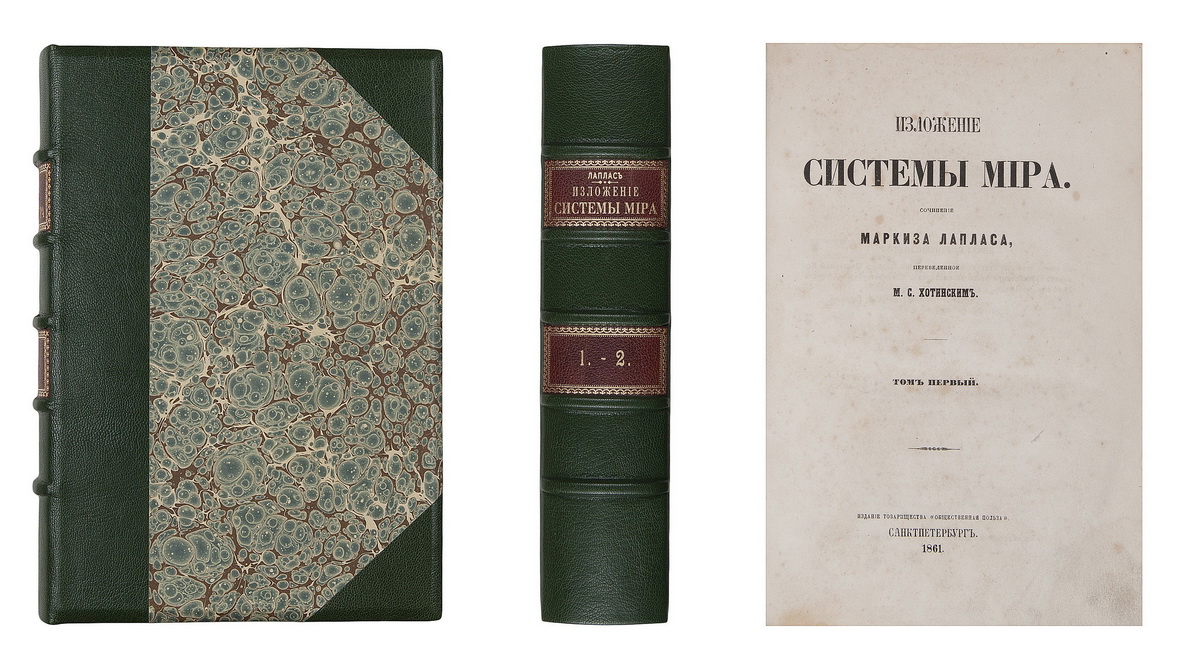 ЛАПЛАСЪ
ИЗЛОЖЕНІЕ
СИСТЕМЫ МІРА
1. - 2.
ИЗЛОЖЕНІЕ
СИСТЕМЫ МІРА.
СОЧИНЕНІЯ
МАРКИЗА ЛАПЛАСА,
ПЕРЕВЕДЕННОЕ
М. С. ХОТИНСКИМЪ.
ТОМЪ ПЕРВЫЙ.
ИЗДАНІЕ ТОВАРИЩЕСТВА «ОБЩЕСТВЕННАЯ ПОЛЬЗА».
САНКТПЕТЕРБУРГЪ.
1861.